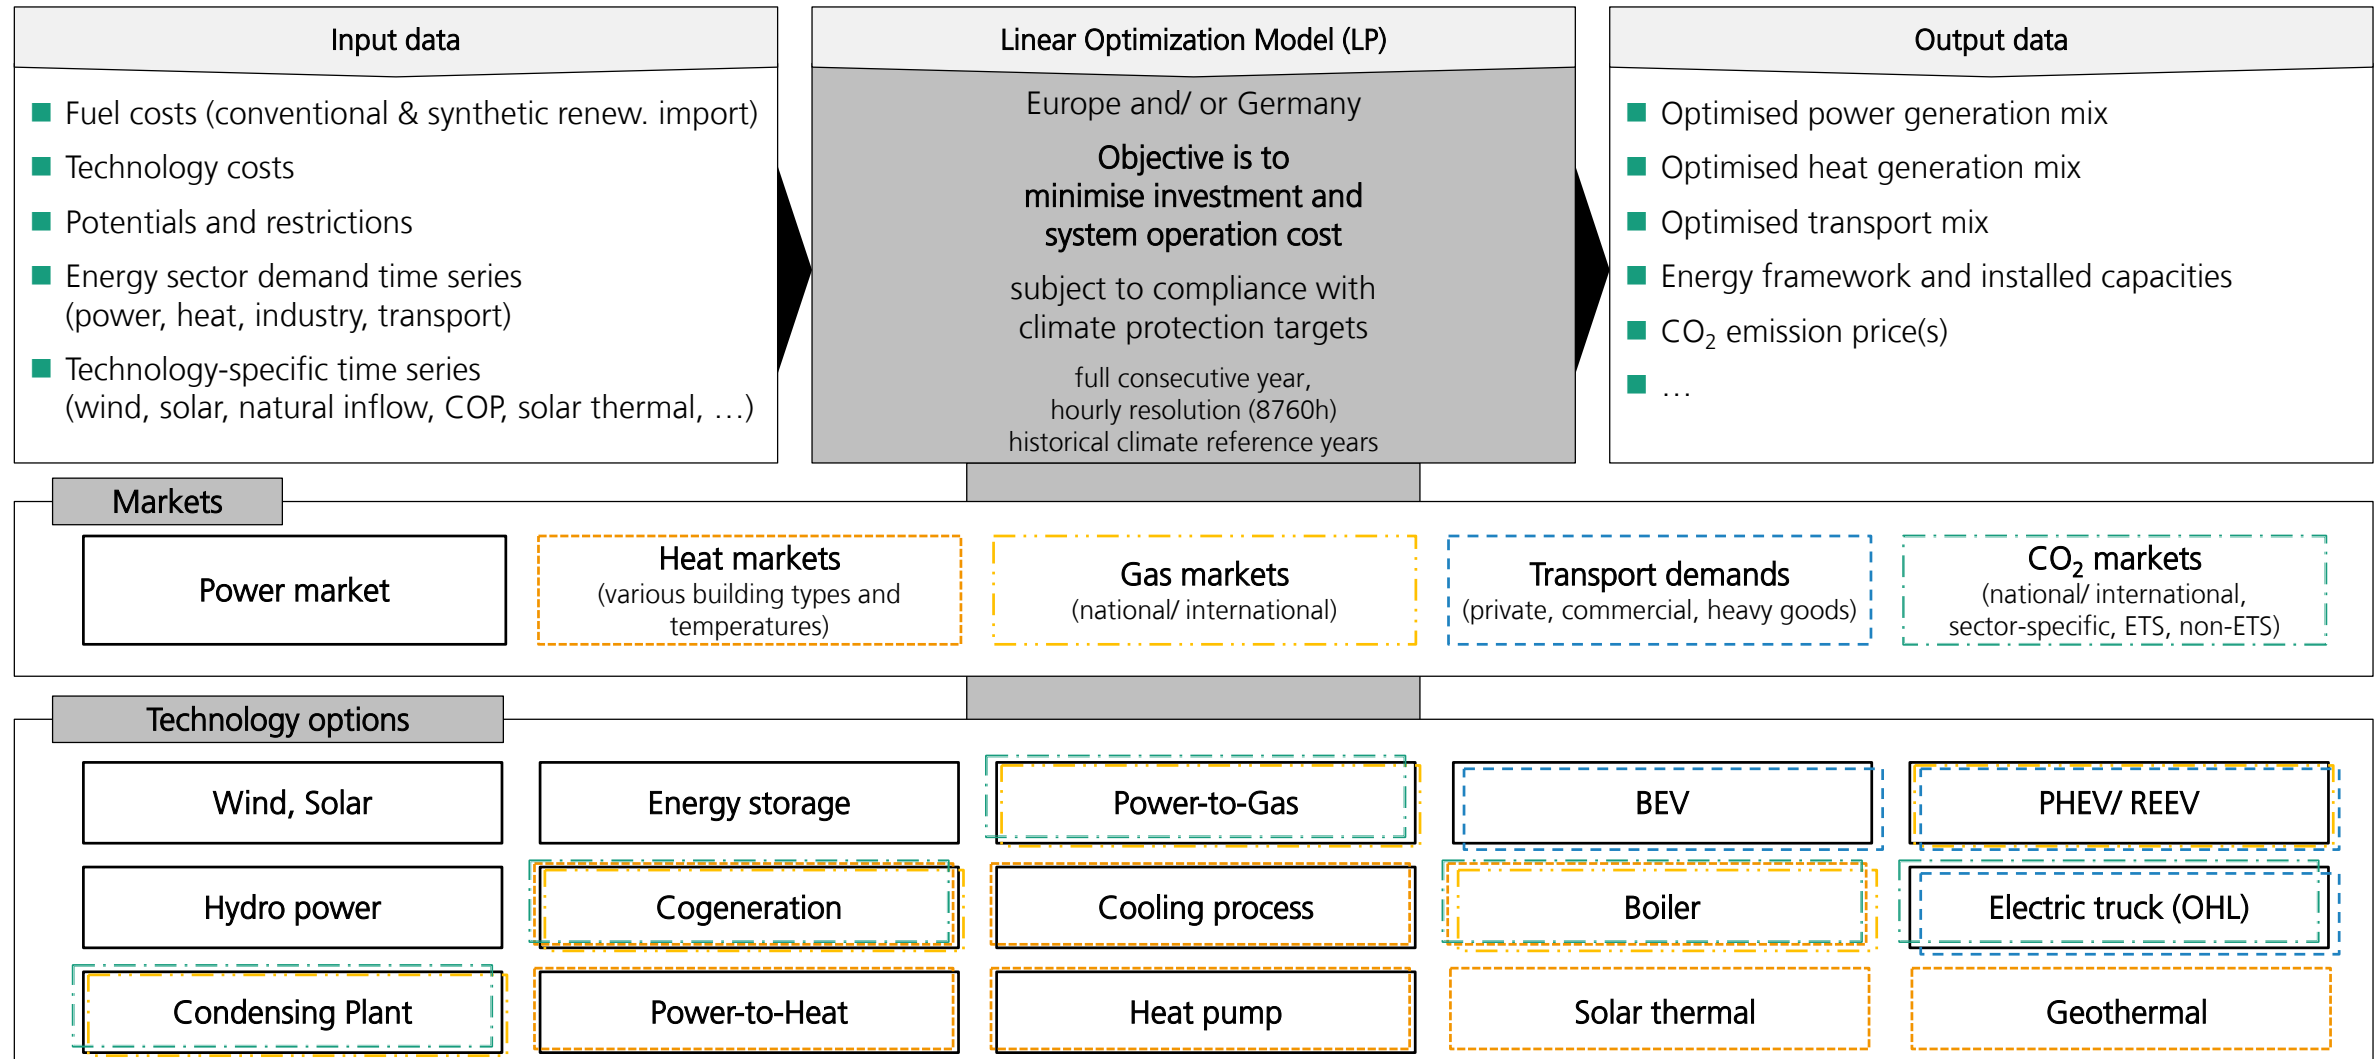 Input data
Fuel costs (conventional & synthetic renew. import)
Technology costs
Potentials and restrictions
Energy sector demand time series
(power, heat, industry, transport)
Technology-specific time series
(wind, solar, natural inflow, COP, solar thermal, …)
Linear Optimization Model (LP)
Europe and/ or Germany
Objective is to
minimise investment and
system operation cost
subject to compliance with
climate protection targets
full consecutive year,
hourly resolution (8760h)
historical climate reference years
Output data
Optimised power generation mix
Optimised heat generation mix
Optimised transport mix
Energy framework and installed capacities
CO₂ emission price(s)
…
Markets
Power market
Heat markets
(various building types and
temperatures)
Gas markets
(national/ international)
Transport demands
(private, commercial, heavy goods)
CO₂ markets
(national/ international,
sector-specific, ETS, non-ETS)
Technology options
Wind, Solar
Energy storage
Power-to-Gas
BEV
PHEV/ REEV
Hydro power
Cogeneration
Cooling process
Boiler
Electric truck (OHL)
Condensing Plant
Power-to-Heat
Heat pump
Solar thermal
Geothermal